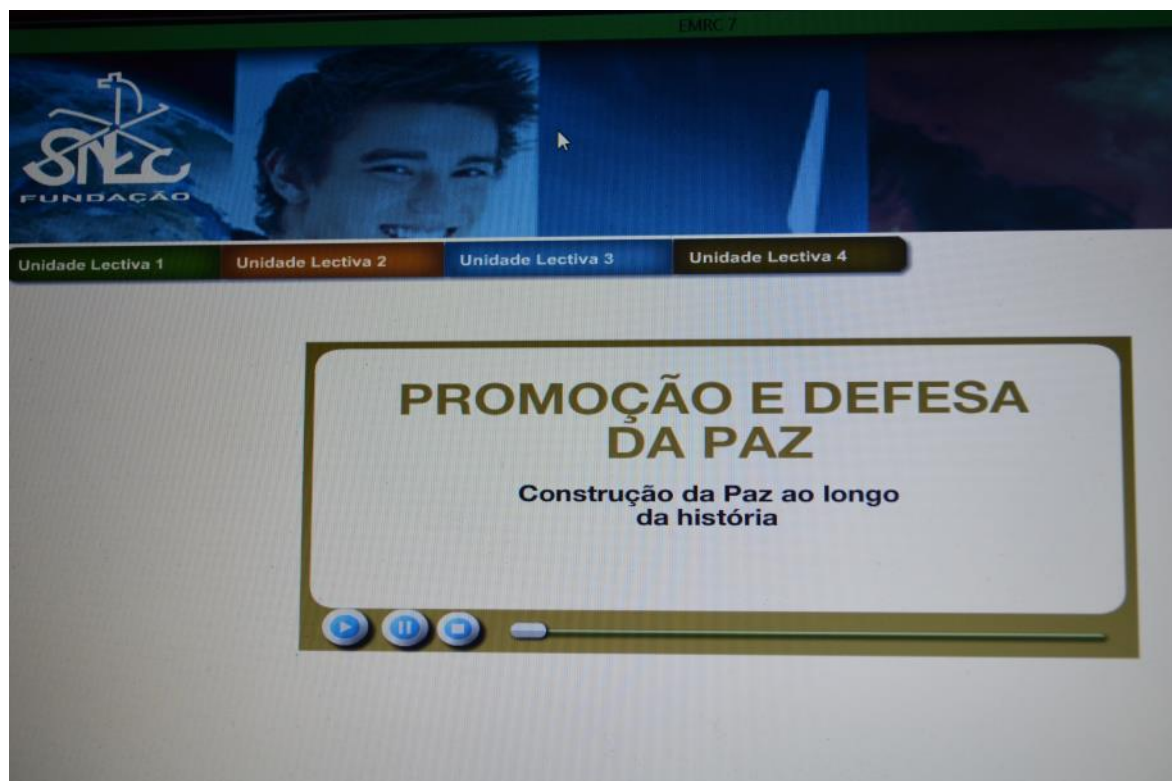 EMRC 7
SNEC
FUNDAÇÃO
Unidade Lectiva 1 Unidade Lectiva 2 Unidade Lectiva 3 Unidade Lectiva 4
PROMOÇÃO E DEFESA
DA PAZ
Construção da Paz ao longo
da história